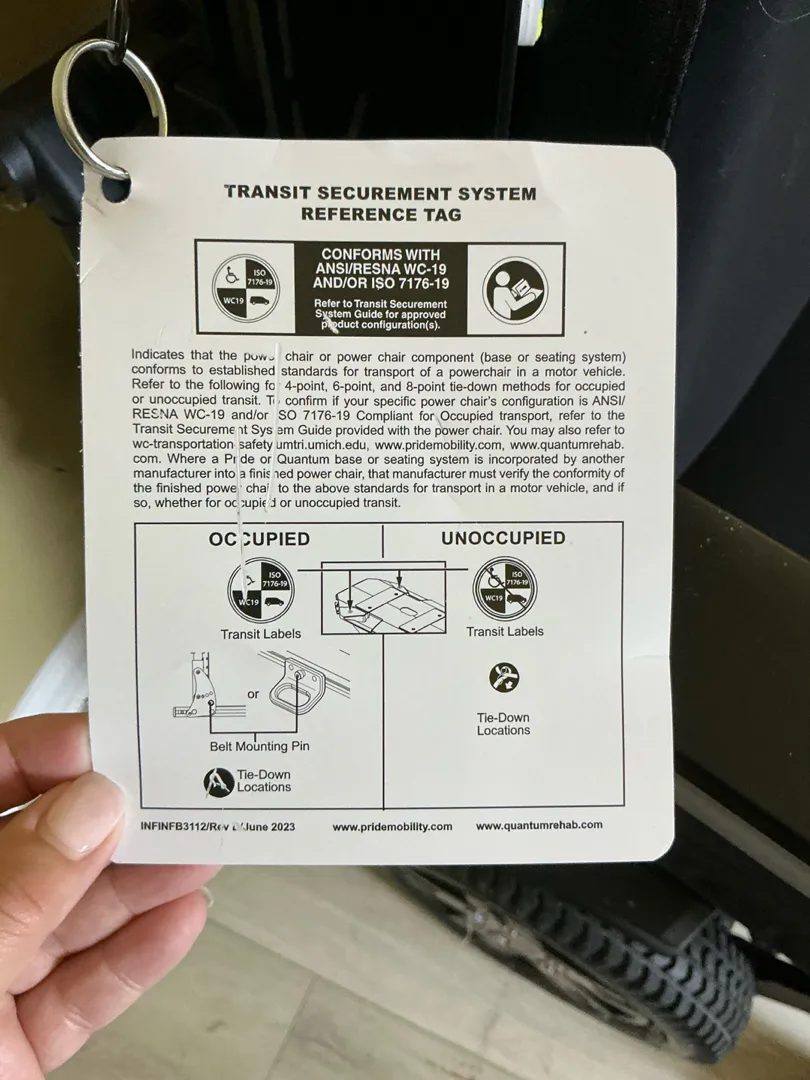 TRANSIT SECUREMENT SYSTEM
REFERENCE TAG
CONFORMS WITH
ANSI/RESNA WC-19
AND/OR ISO 7176-19
ISO
7176-19
WC19
Refer to Transit Securement
System Guide for approved
product configuration(s).
Indicates that the power chair or power chair component (base or seating system)
conforms to established standards for transport of a powerchair in a motor vehicle.
Refer to the following for 4-point, 6-point, and 8-point tie-down methods for occupied
or unoccupied transit. To confirm if your specific power chair's configuration is ANSI/
RESNA WC-19 and/or ISO 7176-19 Compliant for Occupied transport, refer to the
Transit Securement System Guide provided with the power chair. You may also refer to
wc-transportation safety umtri.umich.edu, www.pridemobility.com, www.quantumrehab.
com. Where a Pride or Quantum base or seating system is incorporated by another
manufacturer into a finished power chair, that manufacturer must verify the conformity of
the finished power chair to the above standards for transport in a motor vehicle, and if
so, whether for occupied or unoccupied transit.
OCCUPIED
UNOCCUPIED
ISO
7176-19
WC19
ISO
7176-19
WC19
Transit Labels
Transit Labels
or
Belt Mounting Pin
Tie-Down
Locations
Tie-Down
Locations
INFINFB3112/Rev /June 2023
www.pridemobility.com
www.quantumrehab.com